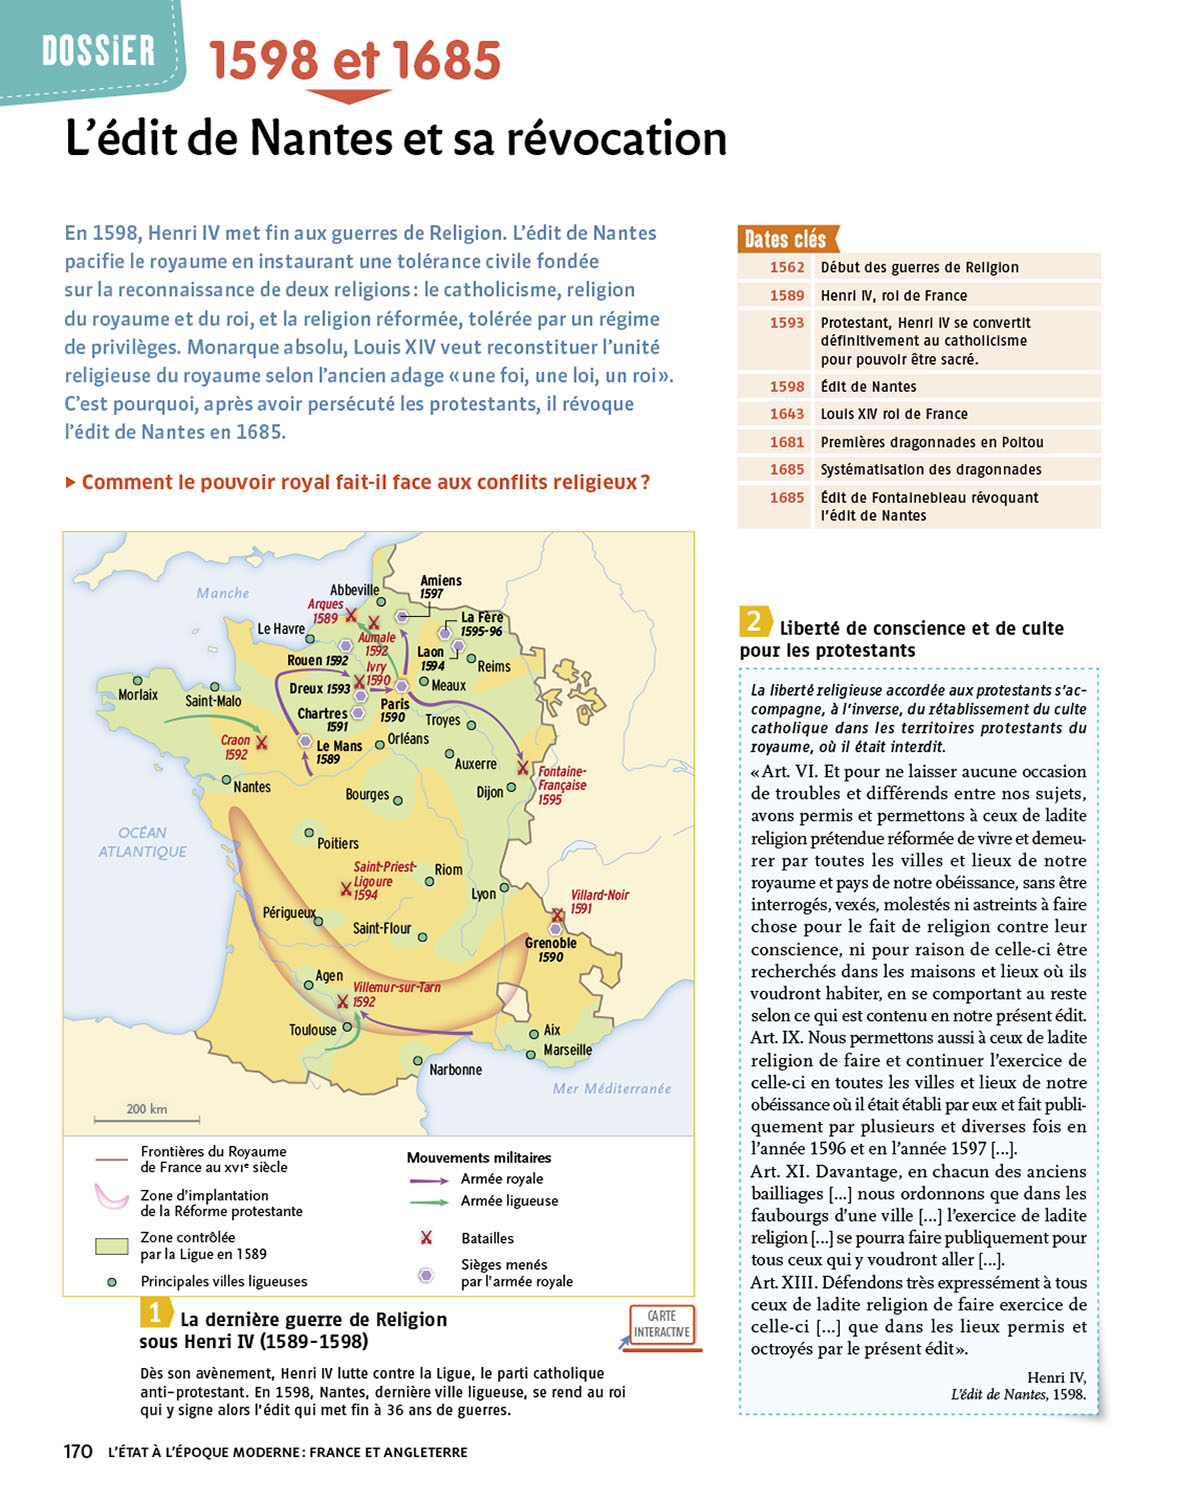 DOSSiER
1598 et 1685
L'édit de Nantes et sa révocation
En 1598, Henri IV met fin aux guerres de Religion. L'édit de Nantes
pacifie le royaume en instaurant une tolérance civile fondée
sur la reconnaissance de deux religions : le catholicisme, religion
du royaume et du roi, et la religion réformée, tolérée par un régime
de privilèges. Monarque absolu, Louis XIV veut reconstituer l'unité
religieuse du royaume selon l'ancien adage « une foi, une loi, un roi ».
C'est pourquoi, après avoir persécuté les protestants, il révoque
l'édit de Nantes en 1685.
▶ Comment le pouvoir royal fait-il face aux conflits religieux ?
Dates clés
1562 Début des guerres de Religion
1589 Henri IV, roi de France
1593 Protestant, Henri IV se convertit
définitivement au catholicisme
pour pouvoir être sacré.
1598 Édit de Nantes
1643 Louis XIV roi de France
1681 Premières dragonnades en Poitou
1685 Systématisation des dragonnades
1685 Édit de Fontainebleau révoquant
l'édit de Nantes
Manche
Abbeville
Amiens
1597
Arques
1589
La Fère
1595-96
Le Havre
Aumale
1592
Laon
1594
Rouen 1592
Ivry
1590
Reims
Dreux 1593
Meaux
Morlaix
Saint-Malo
Paris
1590
Chartres
1591
Troyes
Craon
1592
Le Mans
1589
Orléans
Auxerre
Fontaine-
Française
1595
Nantes
Bourges
Dijon
OCÉAN
ATLANTIQUE
Poitiers
Saint-Priest-
Ligoure
1594
Riom
Lyon
Villard-Noir
1591
Périgueux
Saint-Flour
Grenoble
1590
Agen
Villemur-sur-Tarn
1592
Toulouse
Aix
Marseille
Narbonne
Mer Méditerranée
200 km
Frontières du Royaume
de France au XVIe siècle
Zone d'implantation
de la Réforme protestante
Zone contrôlée
par la Ligue en 1589
Principales villes ligueuses
Mouvements militaires
Armée royale
Armée ligueuse
Batailles
Sièges menés
par l'armée royale
1 La dernière guerre de Religion
sous Henri IV (1589-1598)
CARTE
INTERACTIVE
Dès son avènement, Henri IV lutte contre la Ligue, le parti catholique
anti-protestant. En 1598, Nantes, dernière ville ligueuse, se rend au roi
qui y signe alors l'édit qui met fin à 36 ans de guerres.
2 Liberté de conscience et de culte
pour les protestants
La liberté religieuse accordée aux protestants s'ac-
compagne, à l'inverse, du rétablissement du culte
catholique dans les territoires protestants du
royaume, où il était interdit.
« Art. VI. Et pour ne laisser aucune occasion
de troubles et différends entre nos sujets,
avons permis et permettons à ceux de ladite
religion prétendue réformée de vivre et demeu-
rer par toutes les villes et lieux de notre
royaume et pays de notre obéissance, sans être
interrogés, vexés, molestés ni astreints à faire
chose pour le fait de religion contre leur
conscience, ni pour raison de celle-ci être
recherchés dans les maisons et lieux où ils
voudront habiter, en se comportant au reste
selon ce qui est contenu en notre présent édit.
Art. IX. Nous permettons aussi à ceux de ladite
religion de faire et continuer l'exercice de
celle-ci en toutes les villes et lieux de notre
obéissance où il était établi par eux et fait publi-
quement par plusieurs et diverses fois en
l'année 1596 et en l'année 1597 [...].
Art. XI. Davantage, en chacun des anciens
bailliages [...] nous ordonnons que dans les
faubourgs d'une ville [...] l'exercice de ladite
religion [...] se pourra faire publiquement pour
tous ceux qui y voudront aller [...].
Art. XIII. Défendons très expressément à tous
ceux de ladite religion de faire exercice de
celle-ci [...] que dans les lieux permis et
octroyés par le présent édit ».
Henri IV,
L'édit de Nantes, 1598.
170 L'ÉTAT À L'ÉPOQUE MODERNE : FRANCE ET ANGLETERRE